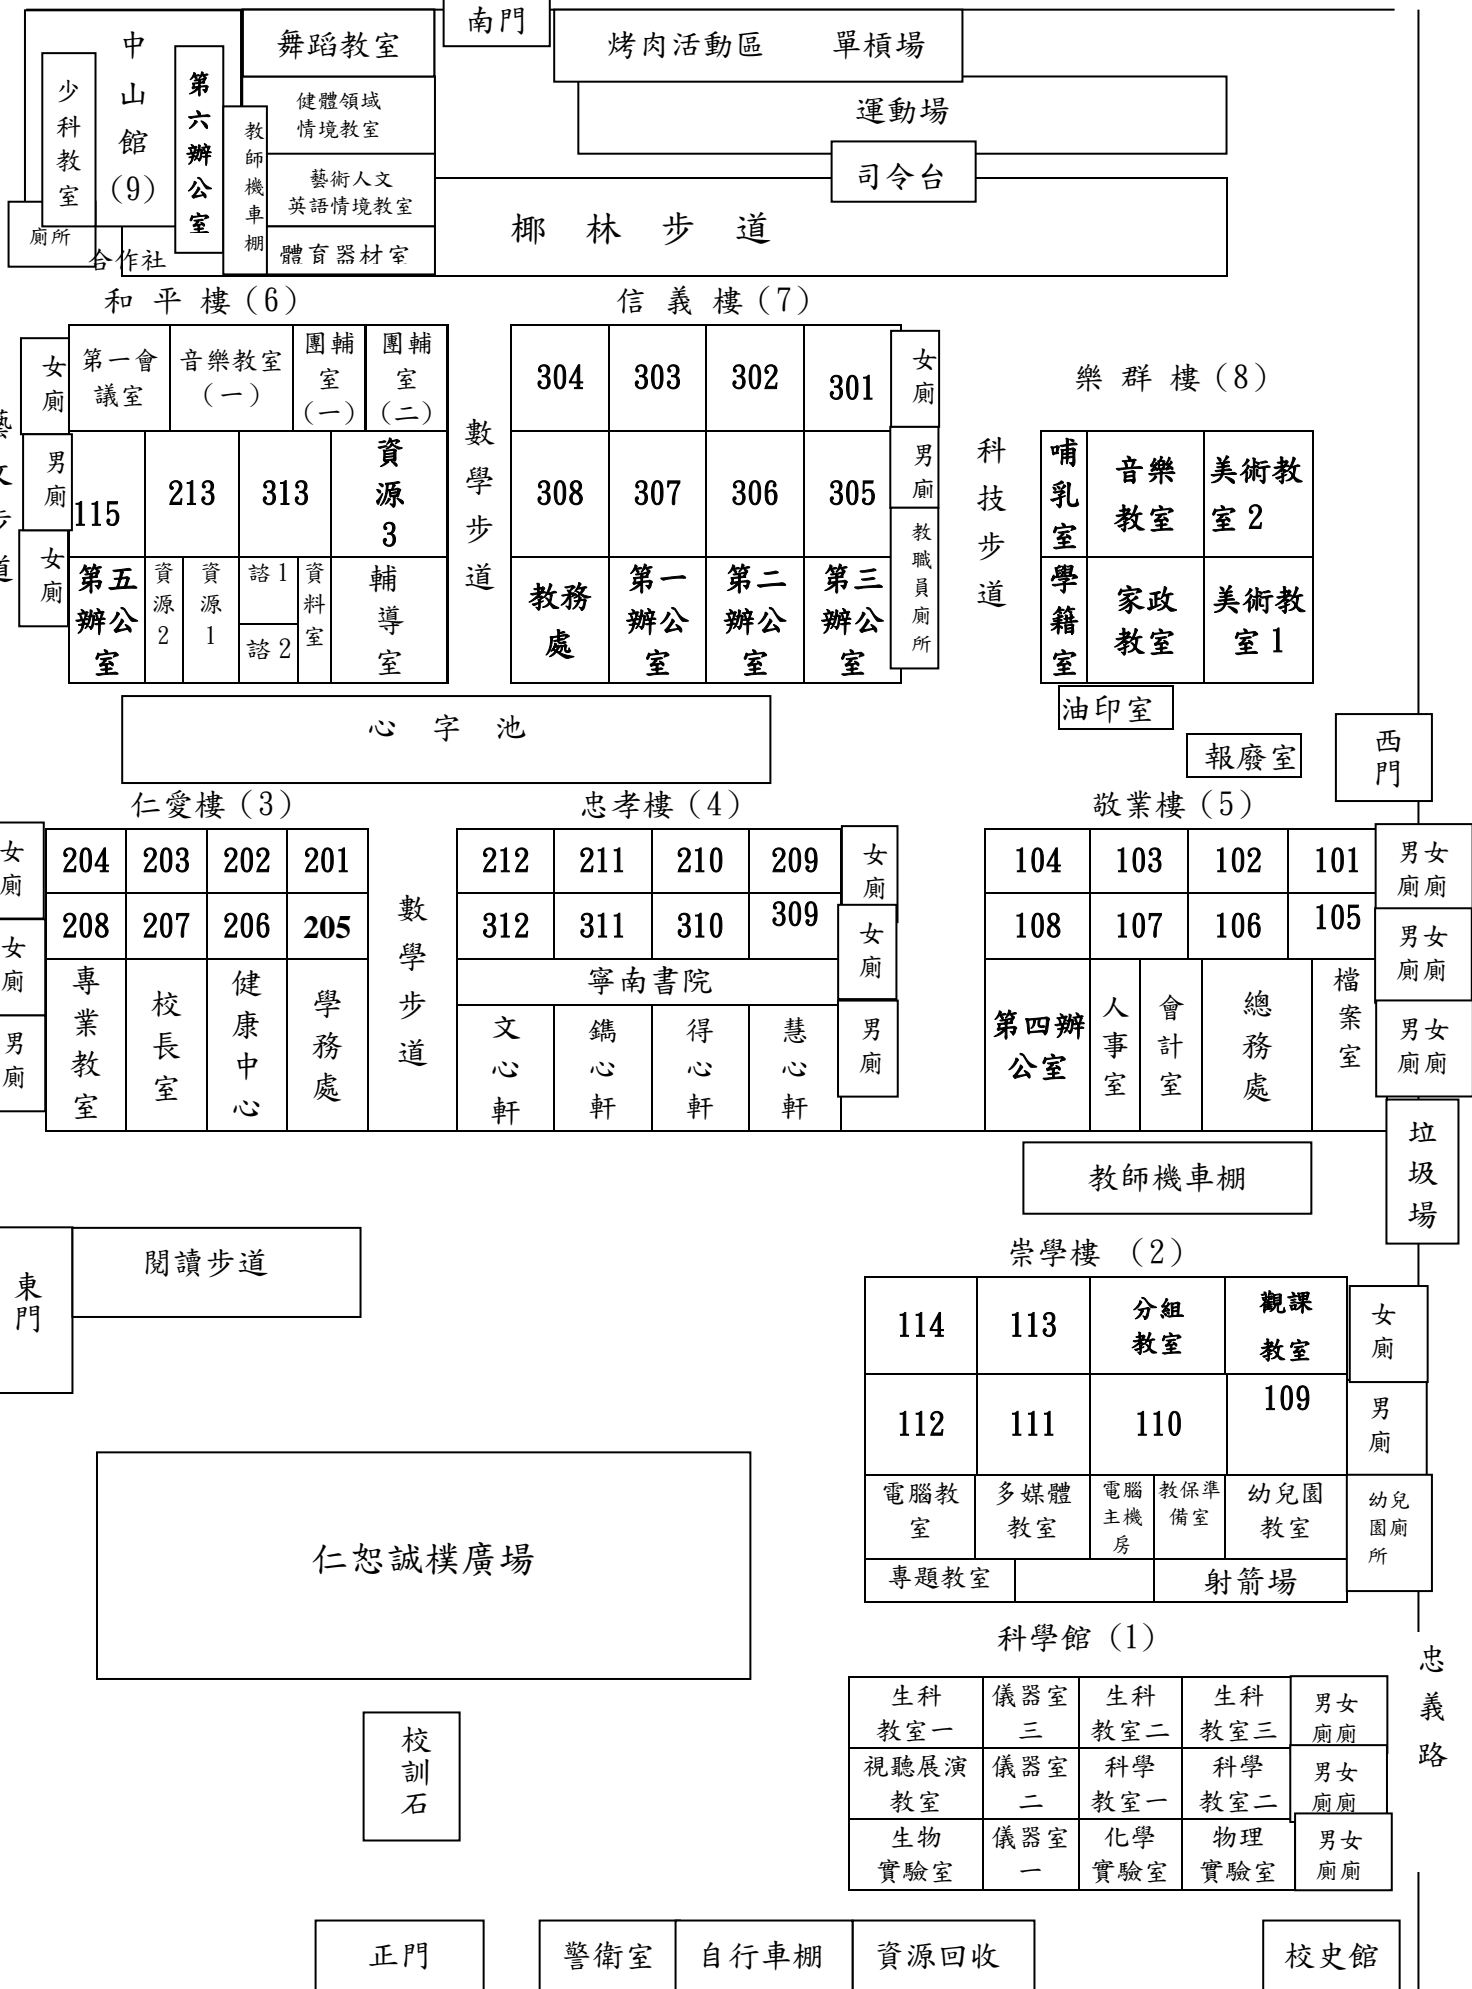 南門
中山館(9)
少科教室
第六辦公室
舞蹈教室
烤肉活動區 單槓場
健體領域
情境教室
教師機車棚
運動場
藝術人文
英語情境教室
司令台
椰 林 步 道
廁所
合作社
體育器材室
和 平 樓(6)
女廁
第一會
議室
音樂教室
(一)
團輔
室
(一)
團輔
室
(二)
男廁
115
213
313
資源3
女廁
第五
辦公
室
資源2
資源1
諮1
諮2
資料室
輔導室
數學步道
信 義 樓(7)
304
303
302
301
女廁
308
307
306
305
男廁
教務
處
第一
辦公
室
第二
辦公
室
第三
辦公
室
教職員廁所
科技步道
樂 群 樓(8)
哺乳室
音樂
教室
美術教
室2
學籍室
家政
教室
美術教
室1
油印室
報廢室
西門
心 字 池
仁愛樓(3)
女廁
204
203
202
201
女廁
208
207
206
205
男廁
專業教室
校長室
健康中心
學務處
數學步道
忠孝樓(4)
212
211
210
209
女廁
312
311
310
309
女廁
寧南書院
文心軒
鐫心軒
得心軒
慧心軒
男廁
敬業樓(5)
104
103
102
101
男女
廁廁
108
107
106
105
男女
廁廁
第四辦
公室
人事室
會計室
總務處
檔案室
男女
廁廁
垃圾場
教師機車棚
東門
閱讀步道
崇學樓 (2)
114
113
分組
教室
觀課
教室
女廁
112
111
110
109
男廁
電腦教
室
多媒體
教室
電腦
主機
房
教保準
備室
幼兒園
教室
幼兒
園廁
所
專題教室
射箭場
仁恕誠樸廣場
科學館(1)
生科
教室一
儀器室
三
生科
教室二
生科
教室三
男女
廁廁
視聽展演
教室
儀器室
二
科學
教室一
科學
教室二
男女
廁廁
生物
實驗室
儀器室
一
化學
實驗室
物理
實驗室
男女
廁廁
忠義路
校訓石
正門
警衛室
自行車棚
資源回收
校史館